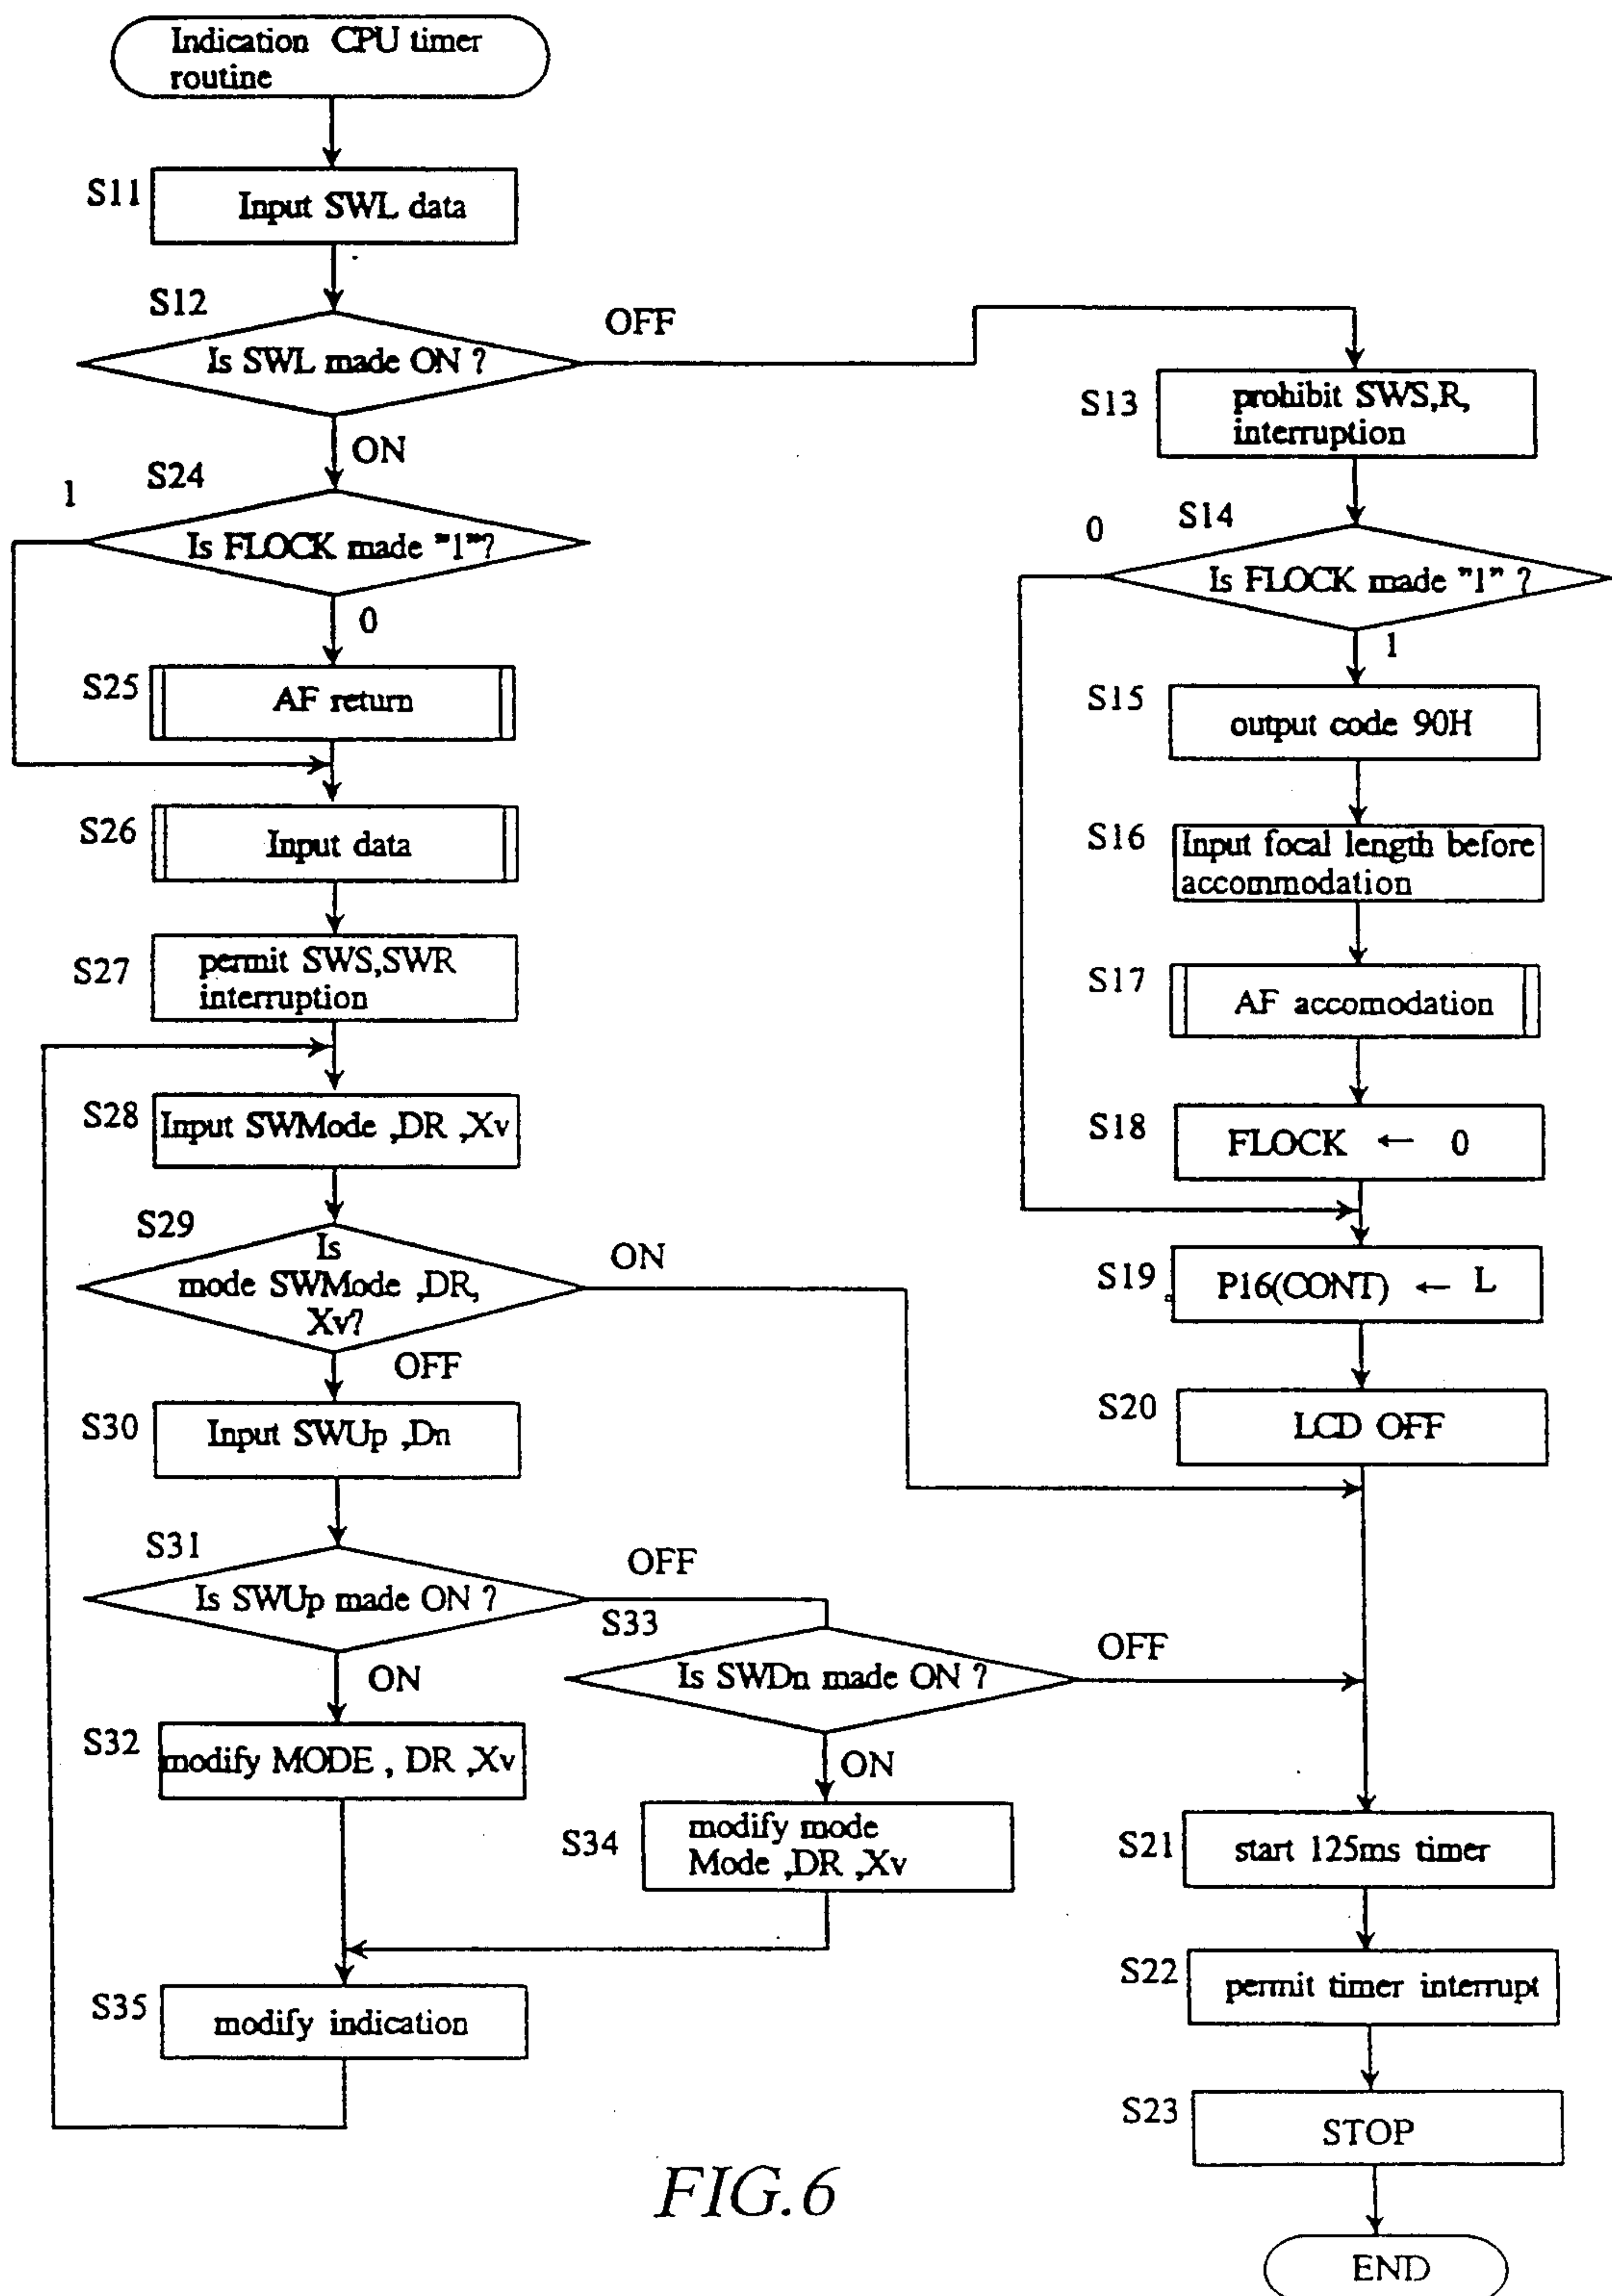 Indication CPU timer
routine
S11
Input SWL data
S12
Is SWL made ON ?
OFF
ON
S24
1
Is FLOCK made "1"?
0
S25
AF return
S26
Input data
S27
permit SWS,SWR
interruption
S28
Input SWMode ,DR ,Xv
S29
Is
mode SWMode ,DR,
Xv?
ON
OFF
S30
Input SWUp ,Dn
S31
Is SWUp made ON ?
OFF
ON
S32
modify MODE , DR ,Xv
S33
Is SWDn made ON ?
OFF
ON
S34
modify mode
Mode ,DR ,Xv
S35
modify indication
S13
prohibit SWS,R,
interruption
S14
0
Is FLOCK made "1" ?
1
S15
output code 90H
S16
Input focal length before
accommodation
S17
AF accomodation
S18
FLOCK ← 0
S19
P16(CONT) ← L
S20
LCD OFF
S21
start 125ms timer
S22
permit timer interrupt
S23
STOP
END
FIG.6